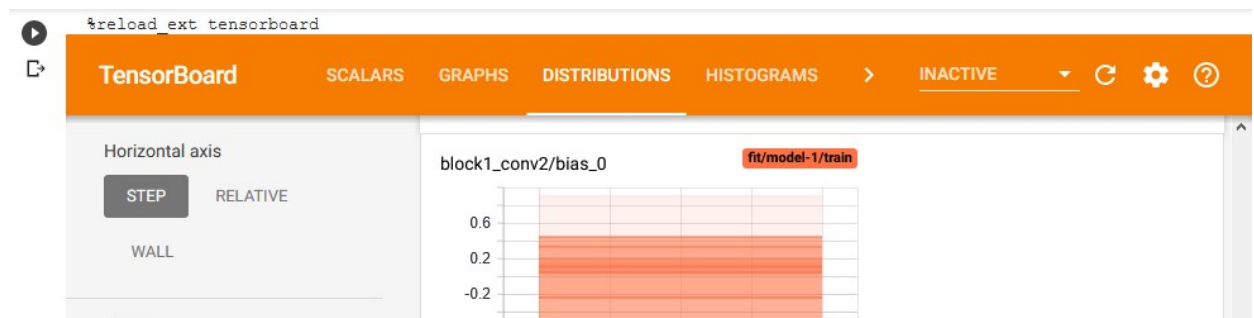 %reload_ext tensorboard
TensorBoard SCALARS GRAPHS DISTRIBUTIONS HISTOGRAMS > INACTIVE
Horizontal axis
STEP RELATIVE
WALL
block1_conv2/bias_0 fit/model-1/train
0.6
0.2
-0.2